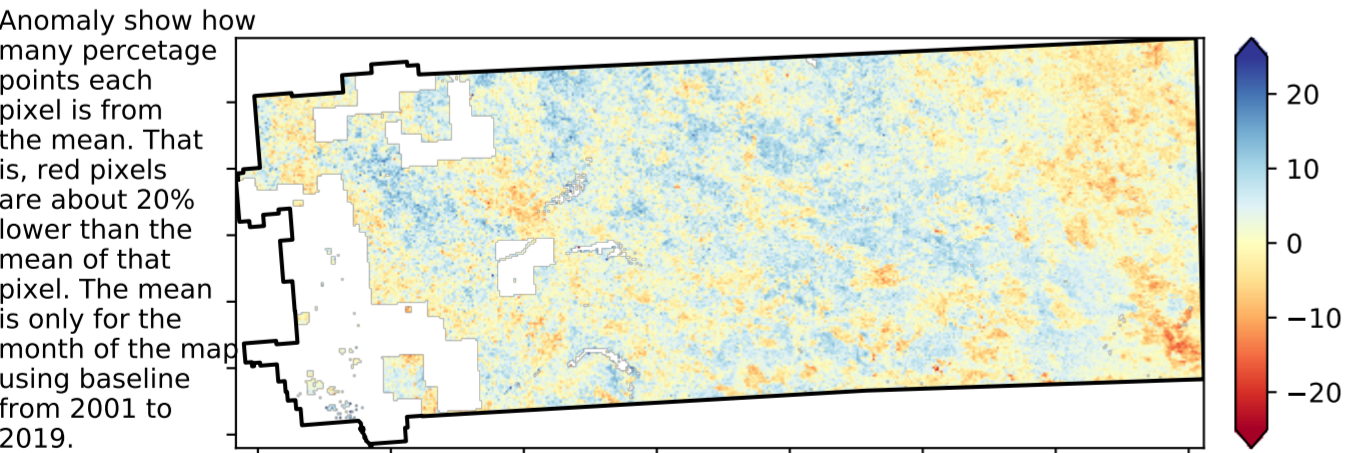 Anomaly show how
many percetage
points each
pixel is from
the mean. That
is, red pixels
are about 20%
lower than the
mean of that
pixel. The mean
is only for the
month of the map
using baseline
from 2001 to
2019.
20
10
0
−10
−20